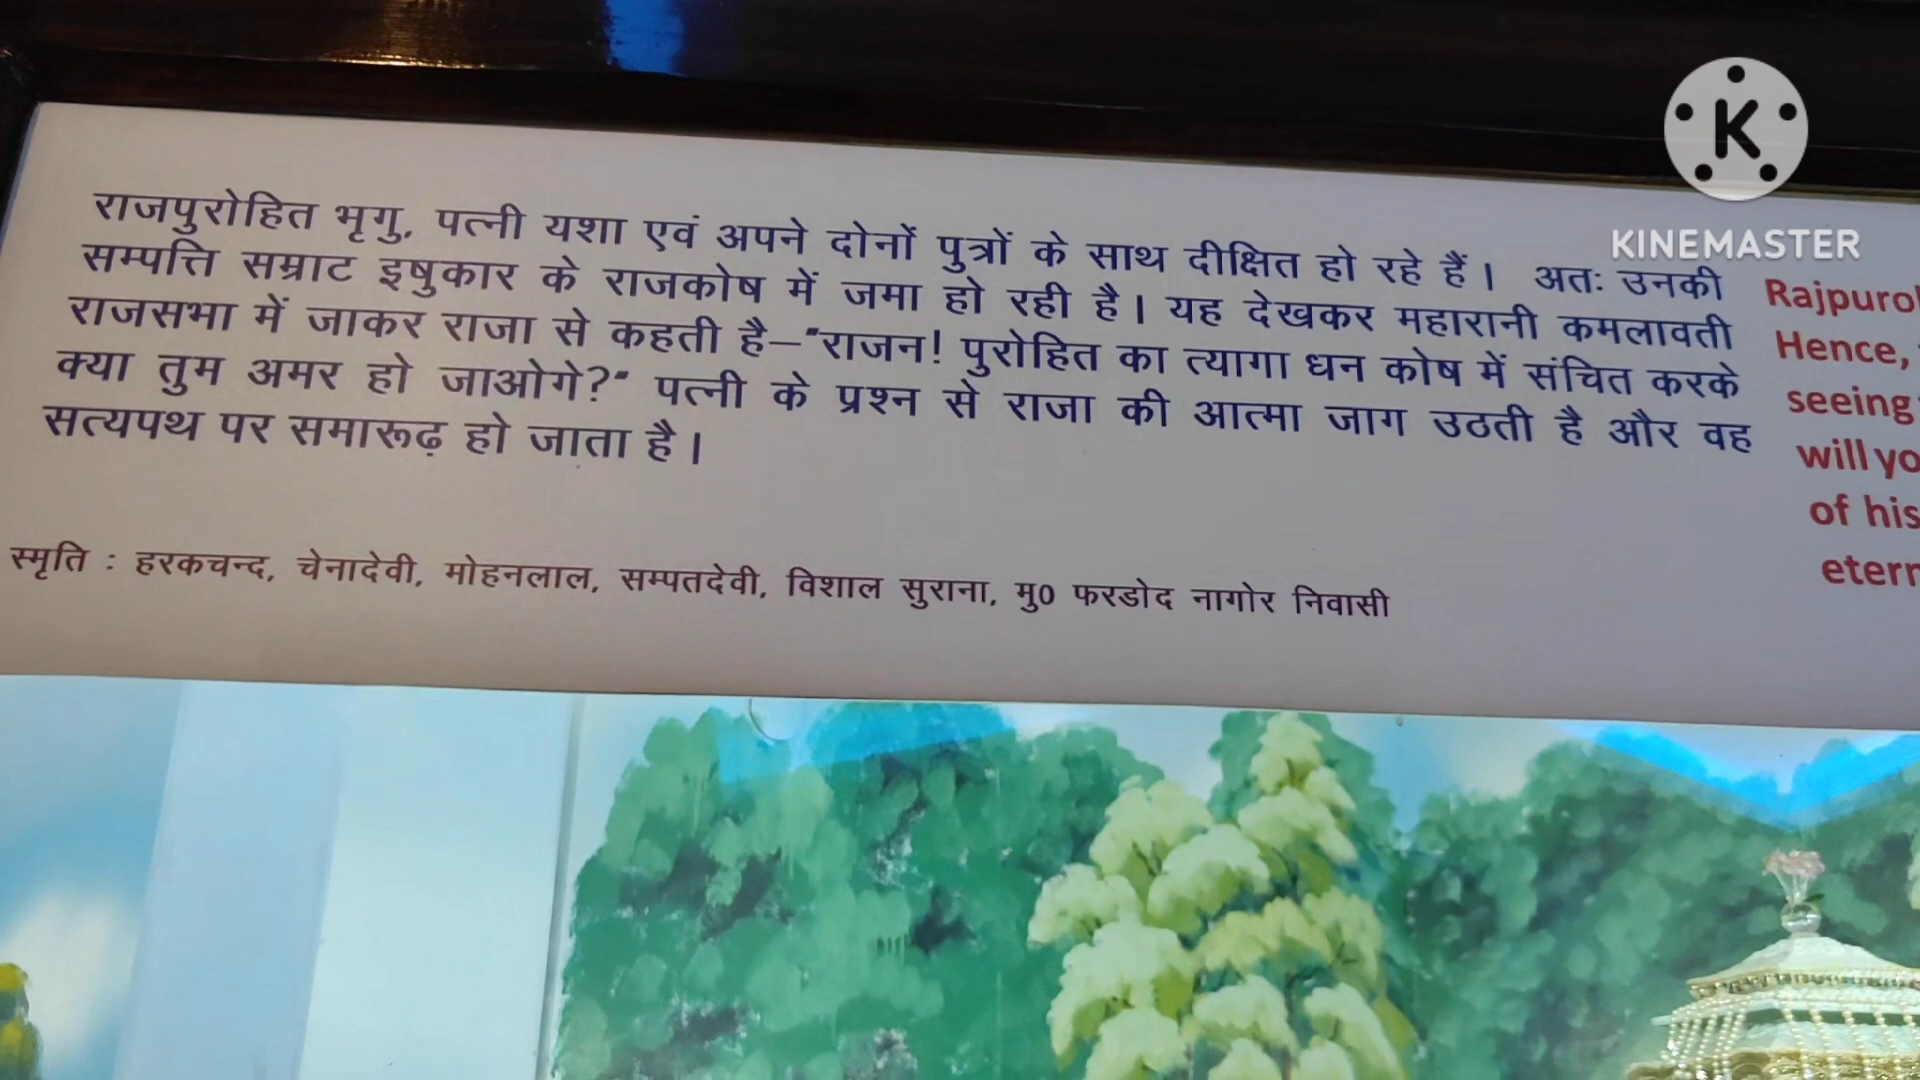 राजपुरोहित भृगु, पत्नी यशा एवं अपने दोनों पुत्रों के साथ दीक्षित हो रहे हैं। अतः उनकी
सम्पत्ति सम्राट इषुकार के राजकोष में जमा हो रही है। यह देखकर महारानी कमलावती
राजसभा में जाकर राजा से कहती है–"राजन! पुरोहित का त्यागा धन कोष में संचित करके
क्या तुम अमर हो जाओगे?" पत्नी के प्रश्न से राजा की आत्मा जाग उठती है और वह
सत्यपथ पर समारूढ़ हो जाता है।
स्मृति : हरकचन्द, चेनादेवी, मोहनलाल, सम्पतदेवी, विशाल सुराना, मु0 फरडोद नागोर निवासी
Hence,
seeing
will yo
of his
etern
KINEMASTER